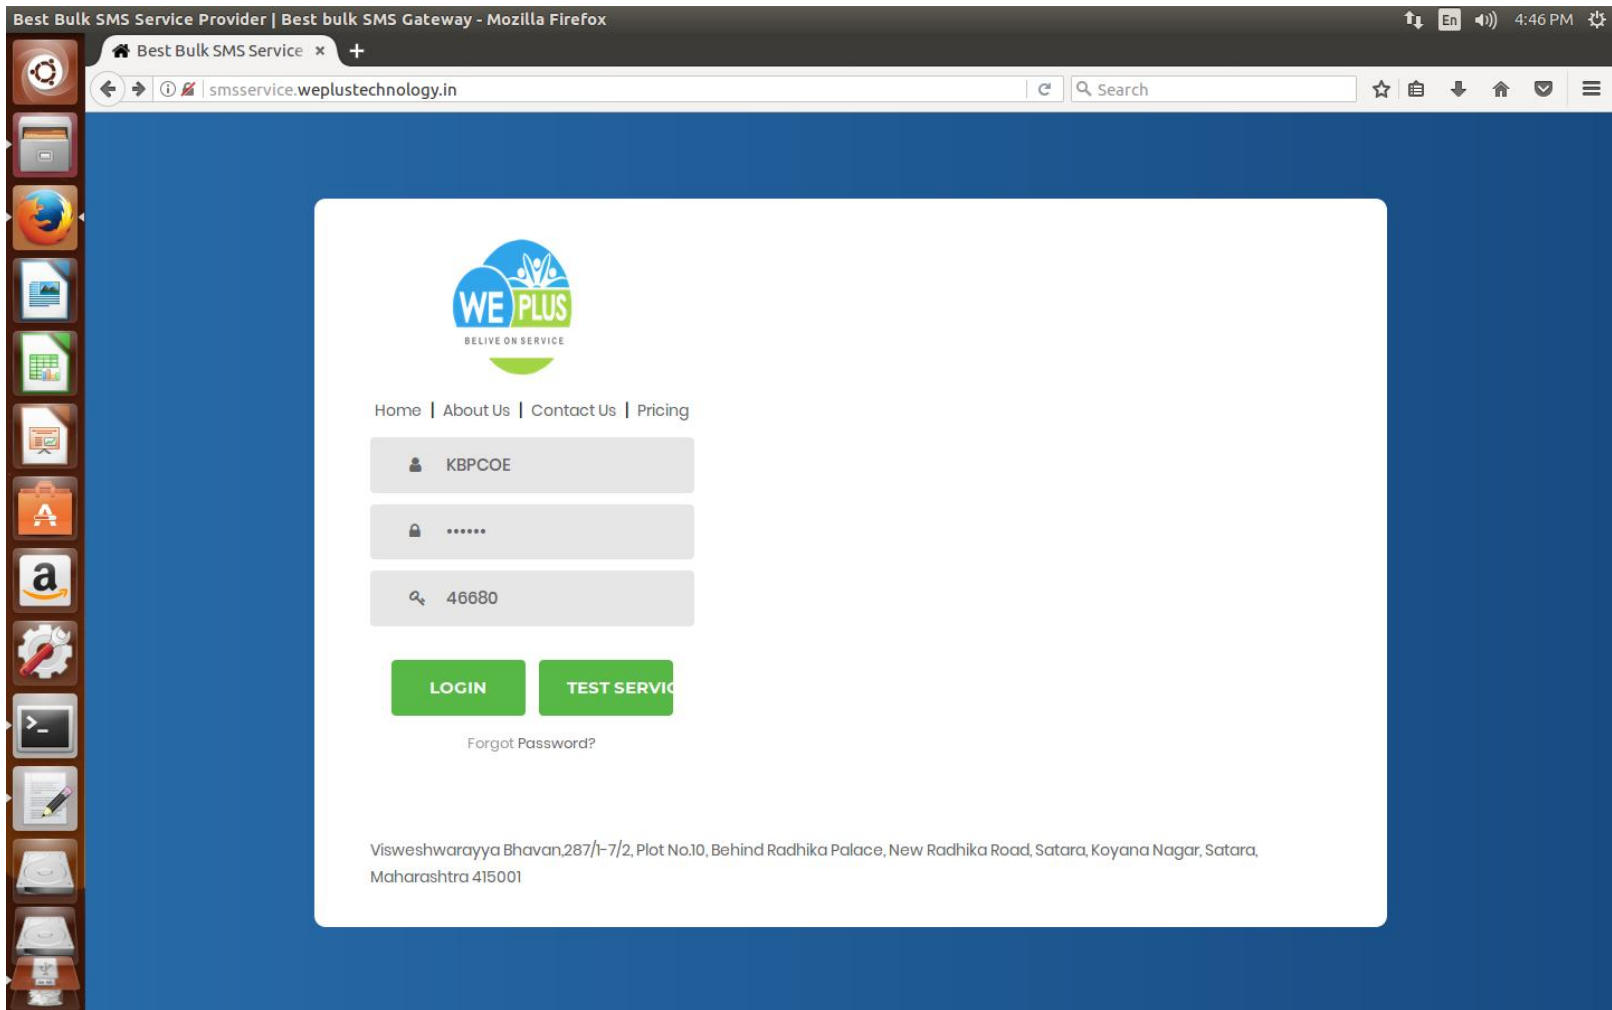 Best Bulk SMS Service Provider | Best bulk SMS Gateway - Mozilla Firefox
En 4:46 PM
Best Bulk SMS Service × +
smsservice.weplustechnology.in
Search
WE PLUS
BELIVE ON SERVICE
Home | About Us | Contact Us | Pricing
KBPCOE
••••••
46680
LOGIN TEST SERVIC
Forgot Password?
Visweshwarayya Bhavan,287/1-7/2, Plot No.10, Behind Radhika Palace, New Radhika Road, Satara, Koyana Nagar, Satara,
Maharashtra 415001